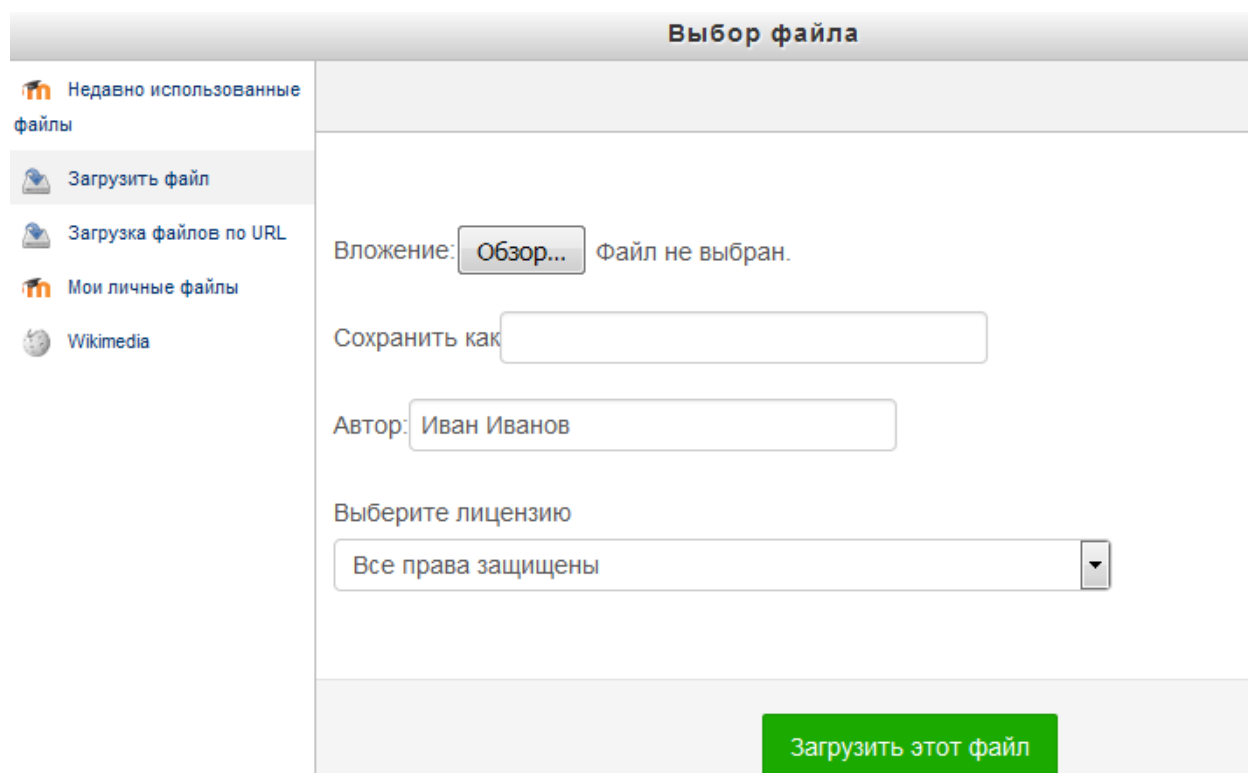 Выбор файла
Недавно использованные
файлы
Загрузить файл
Загрузка файлов по URL
Мои личные файлы
Wikimedia
Вложение: Обзор... Файл не выбран.
Сохранить как
Автор: Иван Иванов
Выберите лицензию
Все права защищены
Загрузить этот файл